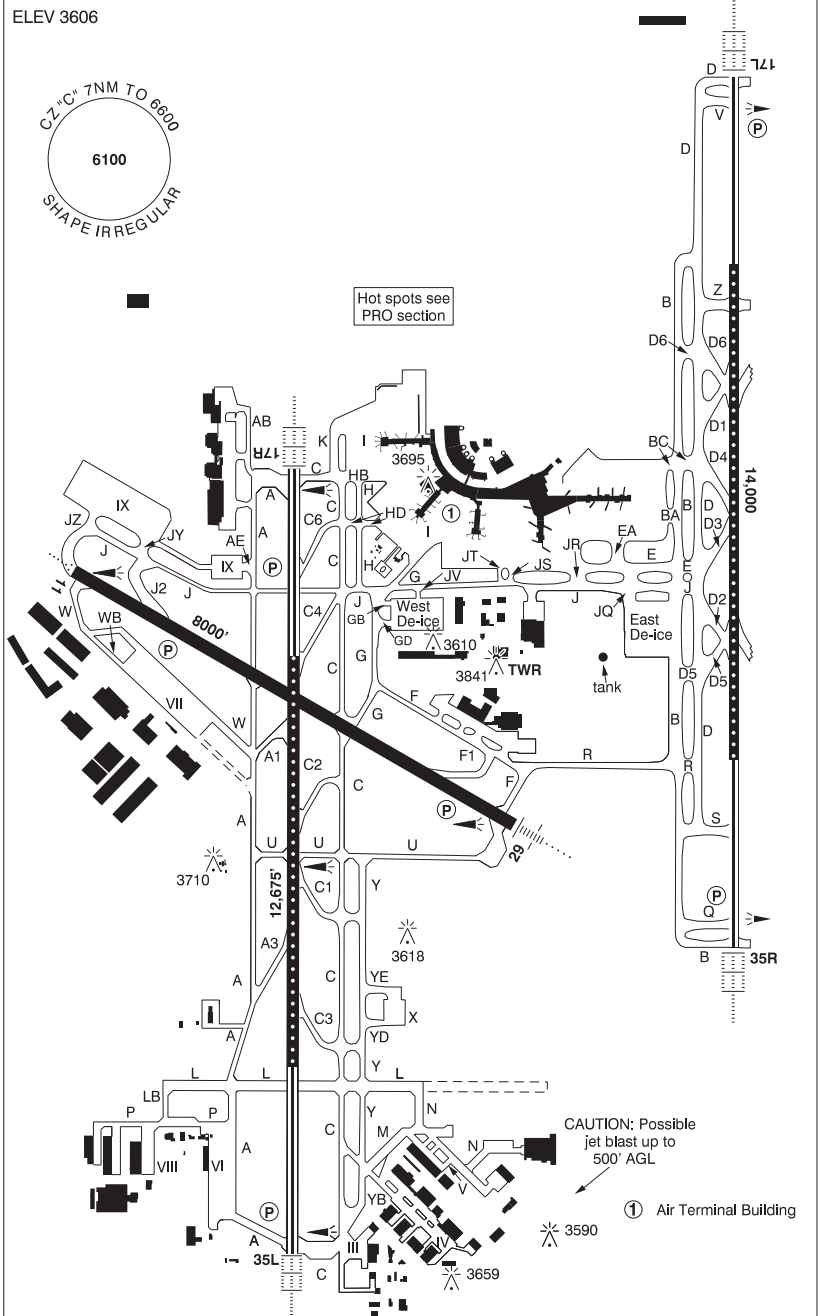 ELEV 3606
CZ "C" 7NM TO 6600
6100
SHAPE IRREGULAR
17L
D
V
P
D
Hot spots see
PRO section
Z
B
D6
D6
AB
17R
K
I
3695
C
HB
H
A
C
C6
HD
1
I
BC
D1
D4
14,000
B
D
BA
D3
IX
JZ
JY
J
AE
IX
A
P
C
H
G
JT
JS
JR
EA
E
E
J
11
J2
J
JV
J
JQ
W
WB
8000'
C4
J
GB
West
De-ice
GD
3610
East
De-ice
D2
P
C
G
3841
TWR
tank
D5
D5
VII
W
F
G
B
D
A1
C2
F1
R
R
C
F
A
P
S
U
U
U
29
3710
12,675'
C1
Y
P
Q
A3
3618
B
35R
A
C
YE
C3
X
A
YD
Y
L
L
L
LB
P
P
C
Y
N
M
A
N
CAUTION: Possible
jet blast up to
500' AGL
VIII
VI
V
P
YB
1 Air Terminal Building
A
III
IV
3590
35L
C
3659